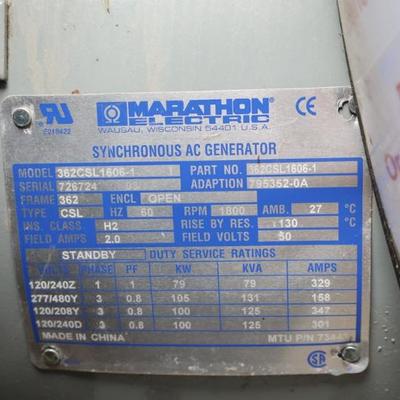 MARATHON
ELECTRIC
WAUSAU, WISCONSIN 54401 U.S.A.
E218422
CE
SYNCHRONOUS AC GENERATOR
MODEL 362CSL1606-1 PART NO. 362CSL1606-1
SERIAL 726724 ADAPTION 795352-0A
FRAME 362 ENCL OPEN
TYPE CSL HZ 60 RPM 1800 AMB. 27 °C
INS. CLASS H2 RISE BY RES. 130 °C
FIELD AMPS 2.0 FIELD VOLTS 50
STANDBY DUTY SERVICE RATINGS
VOLTS PHASE PF KW KVA AMPS
120/240Z 1 1 79 79 329
277/480Y 3 0.8 105 131 158
120/208Y 3 0.8 100 125 347
120/240D 3 0.8 100 125 301
MADE IN CHINA MTU P/N